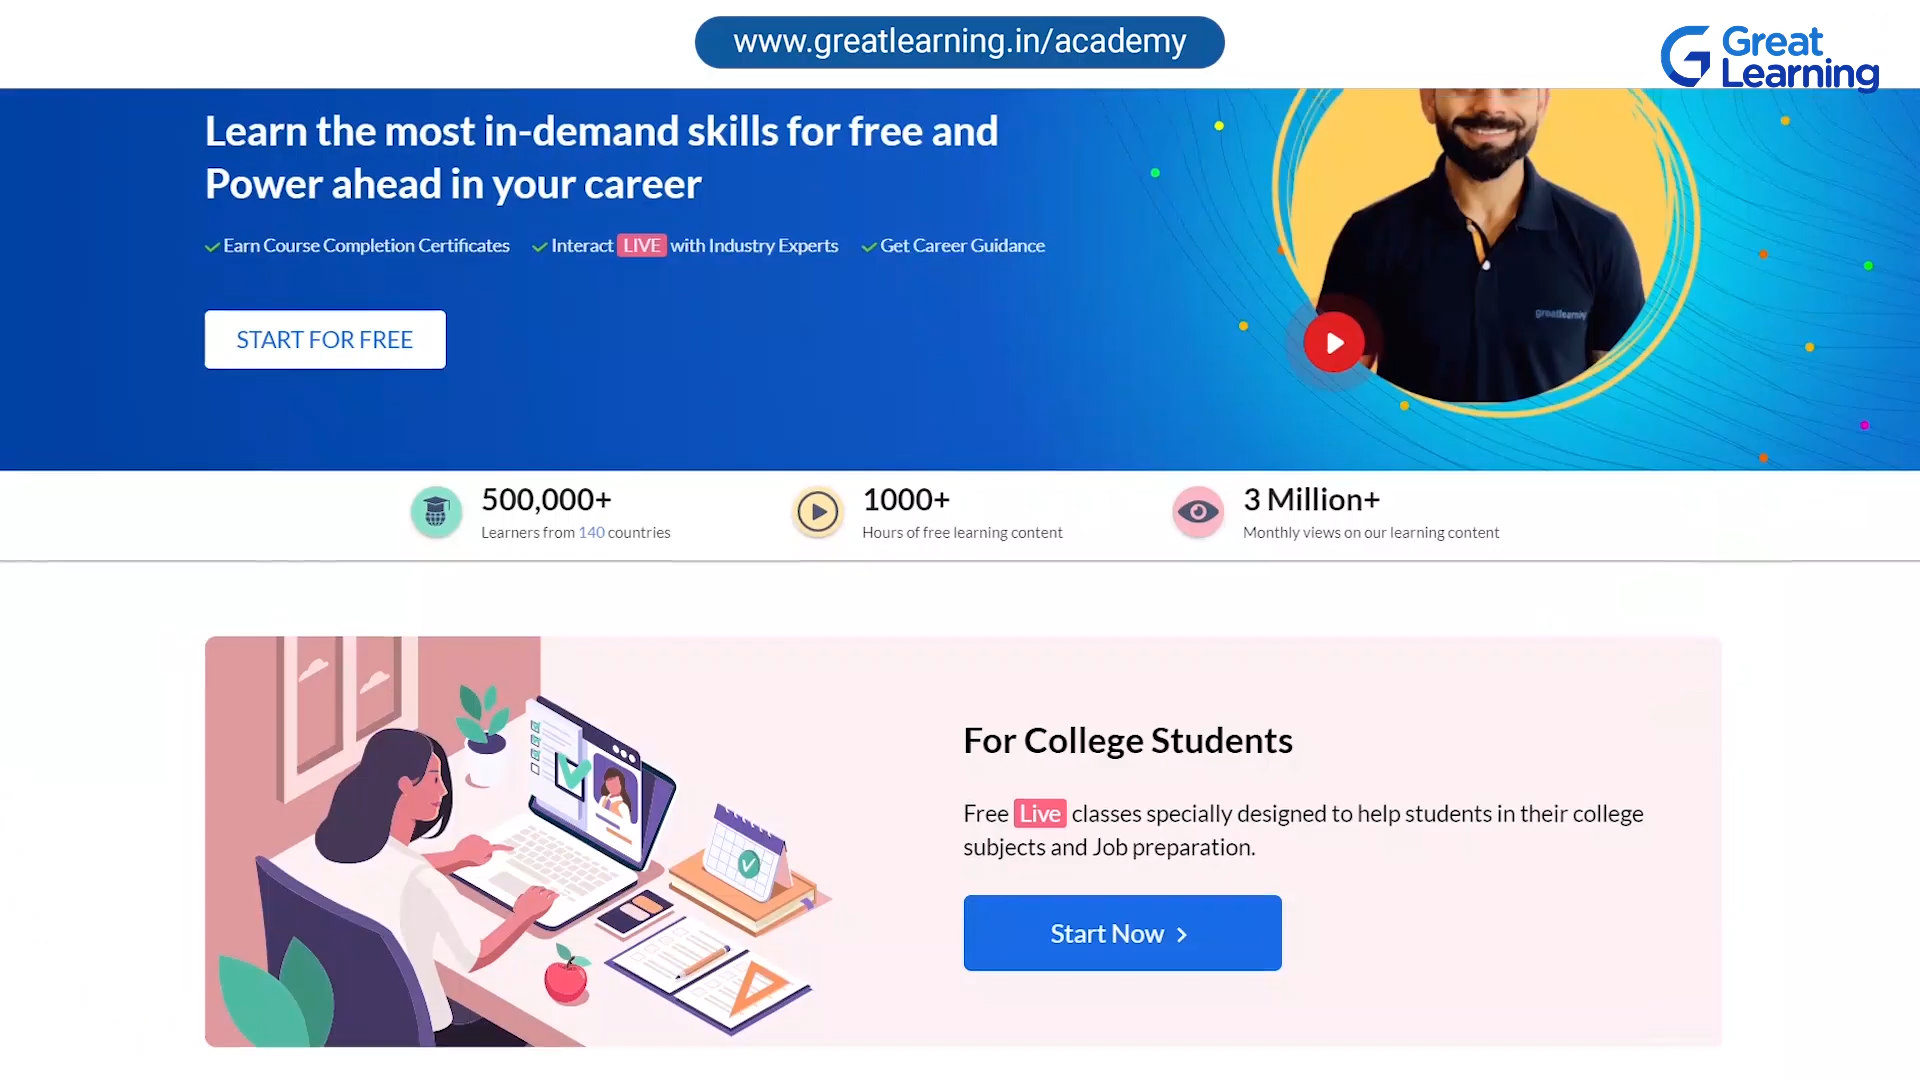 www.greatlearning.in/academy
Great
Learning
Learn the most in-demand skills for free and
Power ahead in your career
Earn Course Completion Certificates Interact LIVE with Industry Experts Get Career Guidance
START FOR FREE
greatlearning
500,000+
Learners from 140 countries
1000+
Hours of free learning content
3 Million+
Monthly views on our learning content
For College Students
Free Live classes specially designed to help students in their college
subjects and Job preparation.
Start Now